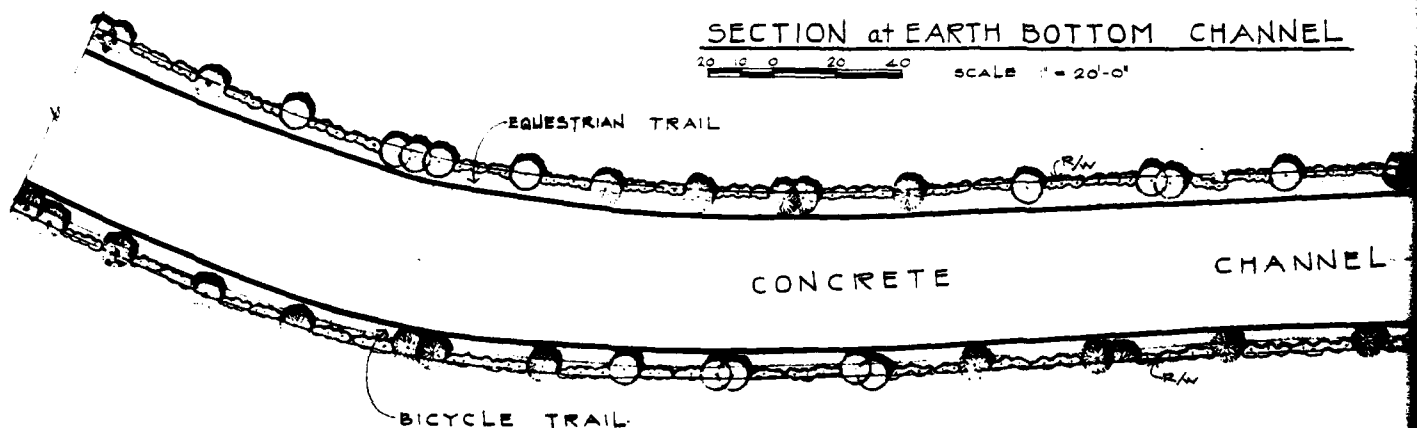 SECTION at EARTH BOTTOM CHANNEL
20 10 0 20 40
SCALE 1" = 20'-0"
EQUESTRIAN TRAIL
R/W
CONCRETE CHANNEL
R/W
BICYCLE TRAIL